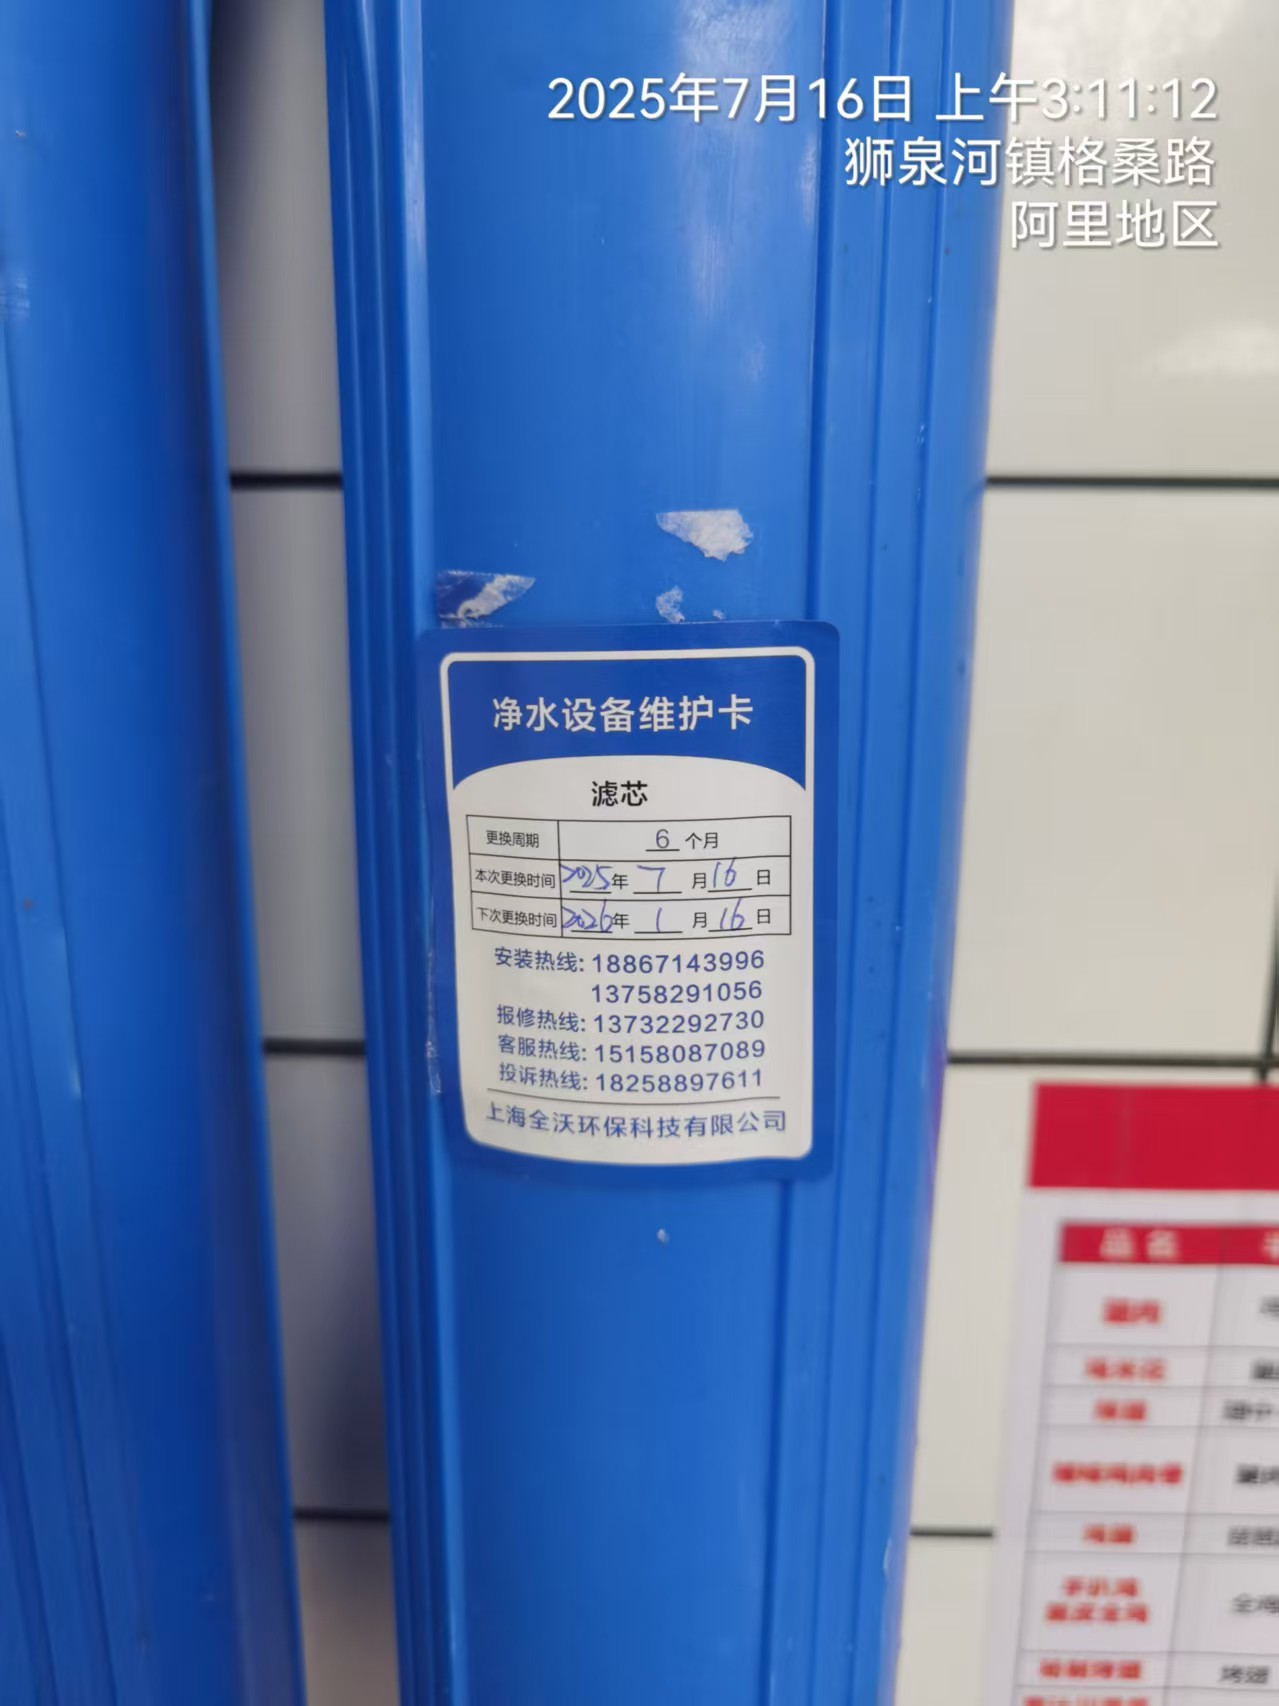 2025年7月16日 上午3:11:12
狮泉河镇格桑路
阿里地区
净水设备维护卡
滤芯
更换周期 6 个月
本次更换时间 2025年 7 月 16 日
下次更换时间 2026年 1 月 16 日
安装热线: 18867143996
13758291056
报修热线: 13732292730
客服热线: 15158087089
投诉热线: 18258897611
上海全沃环保科技有限公司
品名